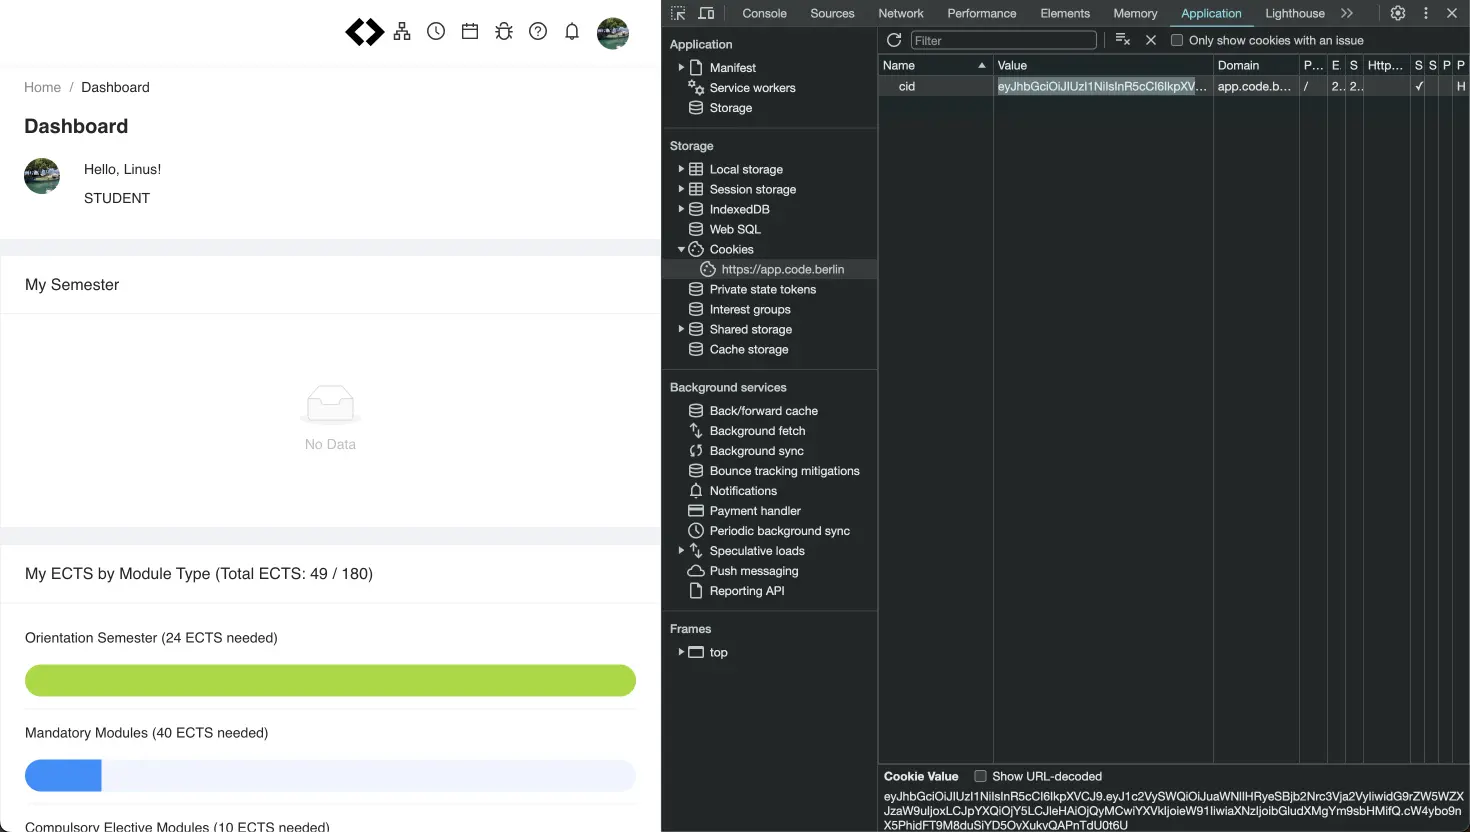 Home / Dashboard
Dashboard
Hello, Linus!
STUDENT
My Semester
No Data
My ECTS by Module Type (Total ECTS: 49 / 180)
Orientation Semester (24 ECTS needed)
Mandatory Modules (40 ECTS needed)
Compulsory Elective Modules (10 ECTS needed)
Console Sources Network Performance Elements Memory Application Lighthouse
Application
Manifest
Service workers
Storage
Storage
Local storage
Session storage
IndexedDB
Web SQL
Cookies
https://app.code.berlin
Private state tokens
Interest groups
Shared storage
Cache storage
Background services
Back/forward cache
Background fetch
Background sync
Bounce tracking mitigations
Notifications
Payment handler
Periodic background sync
Speculative loads
Push messaging
Reporting API
Frames
top
Filter Only show cookies with an issue
Name Value Domain P... E. S Http... S S P P
cid eyJhbGciOiJIUzI1NiIsInR5cCI6IkpXV... app.code.b... / 2.. 2.. ✓ H
Cookie Value Show URL-decoded